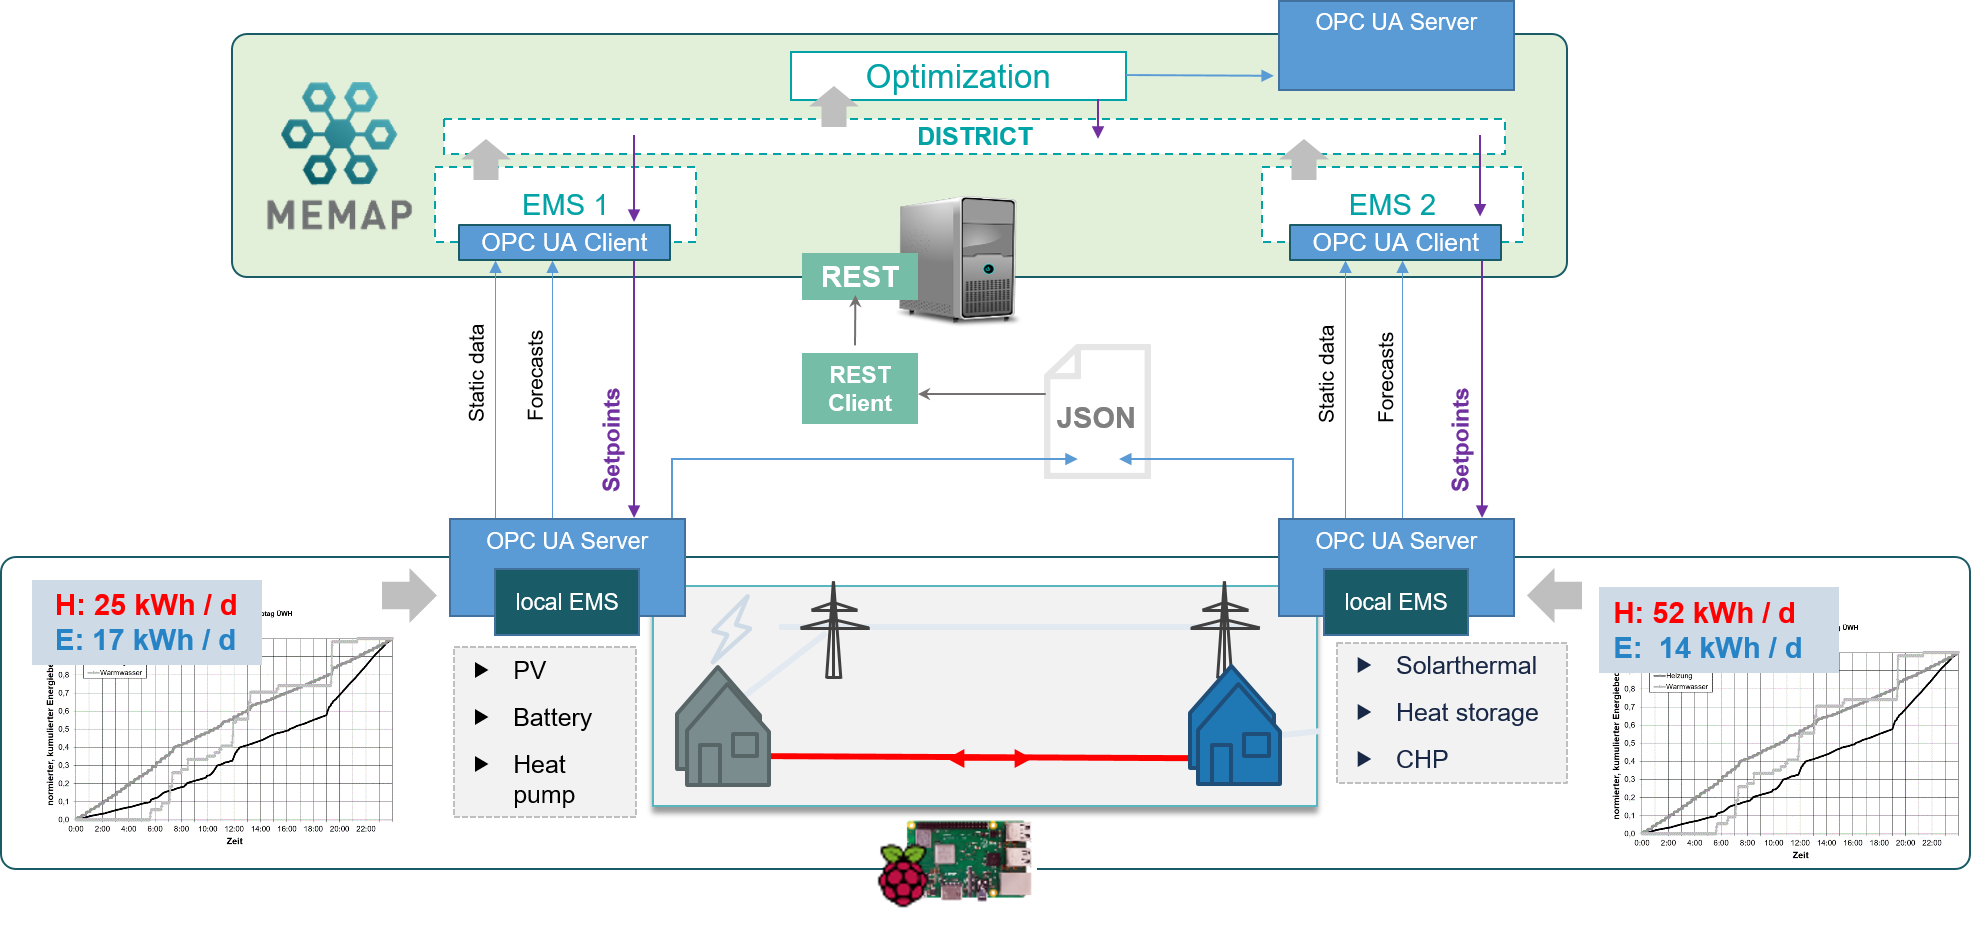 OPC UA Server
Optimization
DISTRICT
MEMAP
EMS 1
OPC UA Client
EMS 2
OPC UA Client
REST
REST
Client
JSON
Static data
Forecasts
Setpoints
Static data
Forecasts
Setpoints
OPC UA Server
local EMS
OPC UA Server
local EMS
H: 25 kWh / d
E: 17 kWh / d
ÜWH
Warmwasser
normierter, kumulierter Energiebe
0,8
0,7
0,6
0,5
0,4
0,3
0,2
0,1
0,0
0:00 2:00 4:00 6:00 8:00 10:00 12:00 14:00 16:00 18:00 20:00 22:00
Zeit
PV
Battery
Heat
pump
Solarthermal
Heat storage
CHP
H: 52 kWh / d
E: 14 kWh / d
ÜWH
Heizung
Warmwasser
normierter, kumulierter Energiebe
0,8
0,7
0,6
0,5
0,4
0,3
0,2
0,1
0,0
0:00 2:00 4:00 6:00 8:00 10:00 12:00 14:00 16:00 18:00 20:00 22:00
Zeit